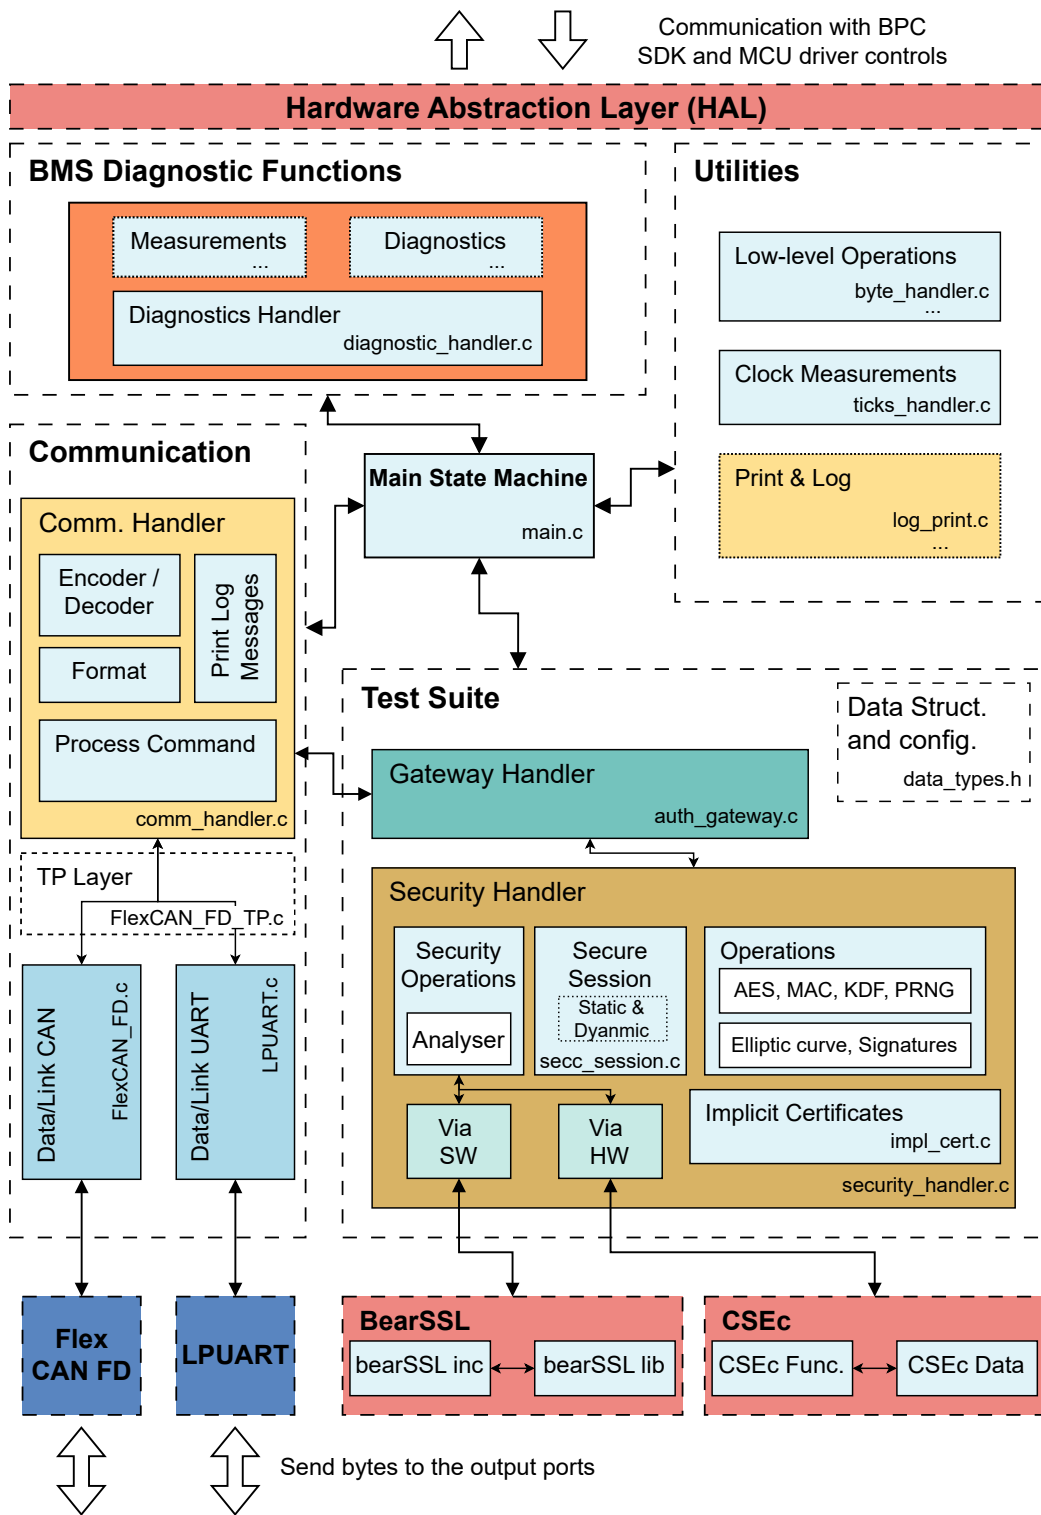 Communication with BPC
SDK and MCU driver controls
Hardware Abstraction Layer (HAL)
BMS Diagnostic Functions
Measurements
...
Diagnostics
...
Diagnostics Handler
diagnostic_handler.c
Utilities
Low-level Operations
byte_handler.c
...
Clock Measurements
ticks_handler.c
Print & Log
log_print.c
...
Main State Machine
main.c
Communication
Comm. Handler
Encoder /
Decoder
Format
Print Log
Messages
Process Command
comm_handler.c
TP Layer
FlexCAN_FD_TP.c
Data/Link CAN
FlexCAN_FD.c
Data/Link UART
LPUART.c
Flex
CAN FD
LPUART
Send bytes to the output ports
Test Suite
Data Struct.
and config.
data_types.h
Gateway Handler
auth_gateway.c
Security Handler
Security
Operations
Analyser
Secure
Session
Static &
Dyanmic
secc_session.c
Operations
AES, MAC, KDF, PRNG
Elliptic curve, Signatures
Via
SW
Via
HW
Implicit Certificates
impl_cert.c
security_handler.c
BearSSL
bearSSL inc
bearSSL lib
CSEc
CSEc Func.
CSEc Data